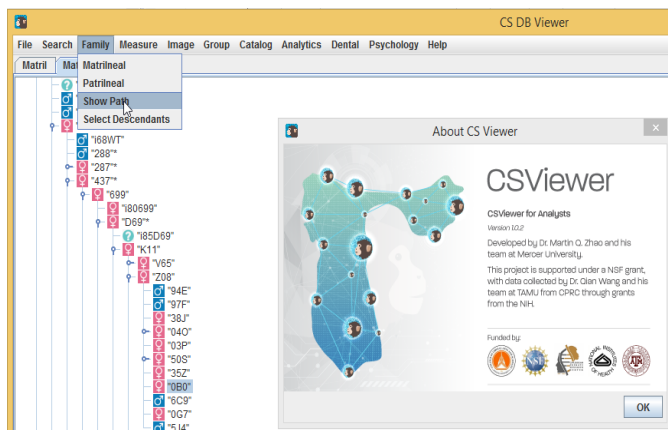 CS DB Viewer
File Search Family Measure Image Group Catalog Analytics Dental Psychology Help
Matril
Matrilneal
Patrilneal
Show Path
Select Descendants
"I68WT"
"288"*
"287"*
"437"*
"699"
"i80699"
"D69"*
"i85D69"
"K11"
"V65"
"Z08"
"94E"
"97F"
"38J"
"04O"
"03P"
"50S"
"35Z"
"0B0"
"6C9"
"0G7"
"5J4"
About CS Viewer
CSViewer
CSViewer for Analysts
Version 1.0.2
Developed by Dr. Martin Q. Zhao and his
team at Mercer University.
This project is supported under a NSF grant,
with data collected by Dr. Qian Wang and his
team at TAMU from CPRC through grants
from the NIH.
Funded by:
NSF
OK